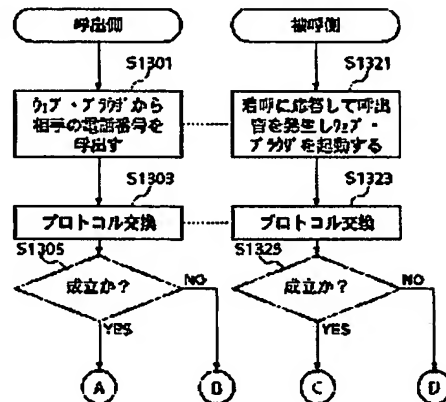 呼出側
被呼側
S1301
S1321
ウェブ・ブラウザから
相手の電話番号を
呼出す
着呼に応答して呼出
音を発生しウェブ・
ブラウザを起動する
S1303
S1323
プロトコル交換
プロトコル交換
S1305
S1325
成立か?
NO
成立か?
NO
YES
YES
A
B
C
D